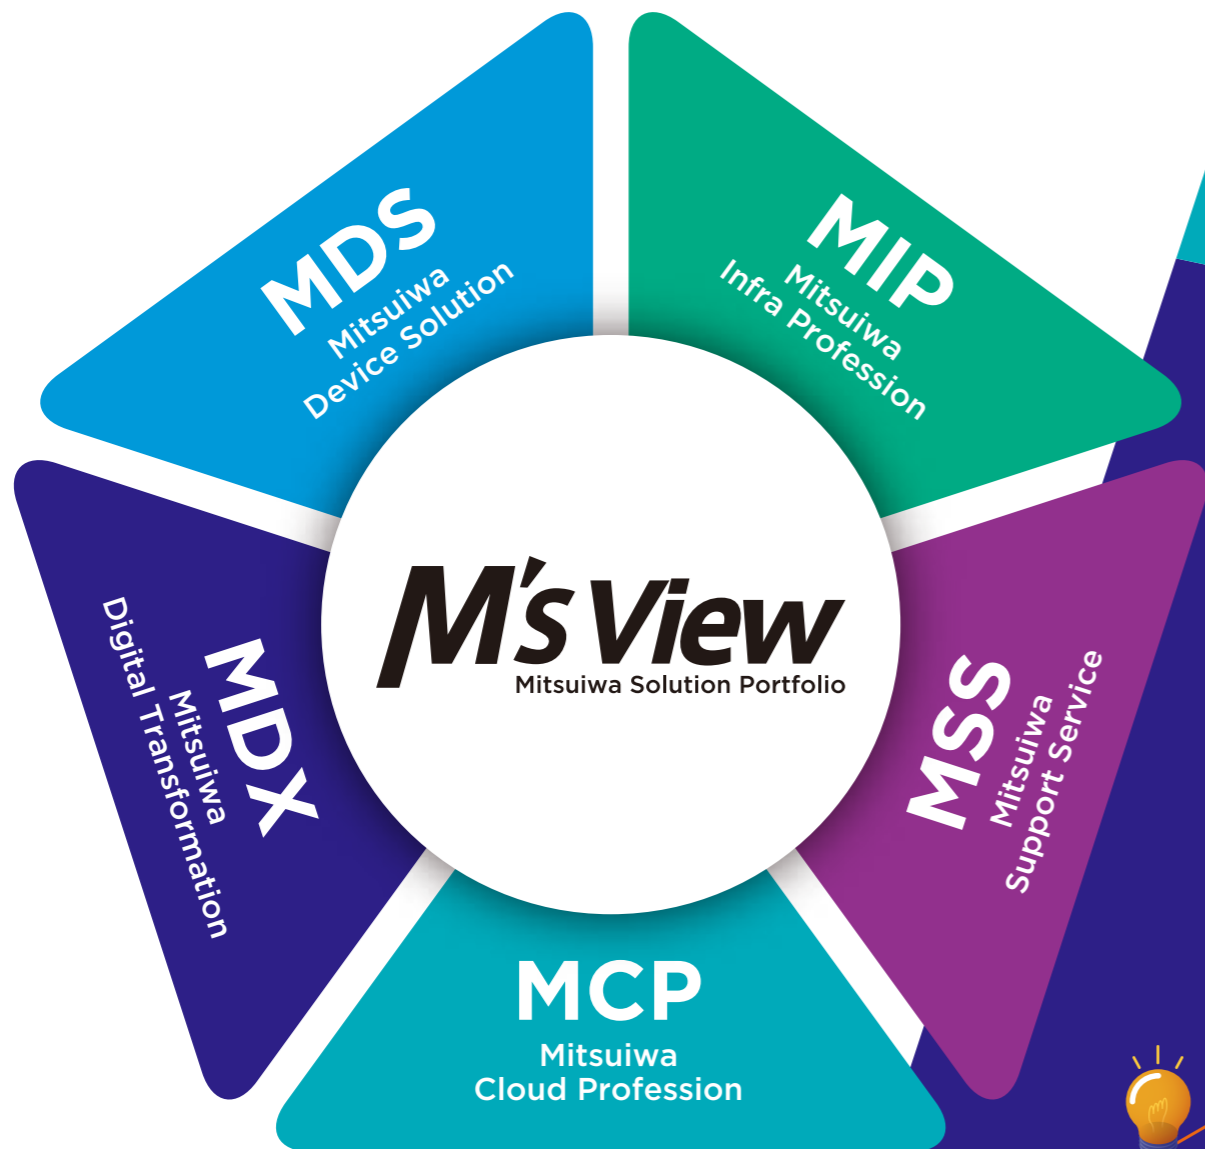 MDS
Mitsuiwa
Device Solution
MIP
Mitsuiwa
Infra Profession
M's View
Mitsuiwa Solution Portfolio
MDX
Mitsuiwa
Digital Transformation
MSS
Mitsuiwa
Support Service
MCP
Mitsuiwa
Cloud Profession